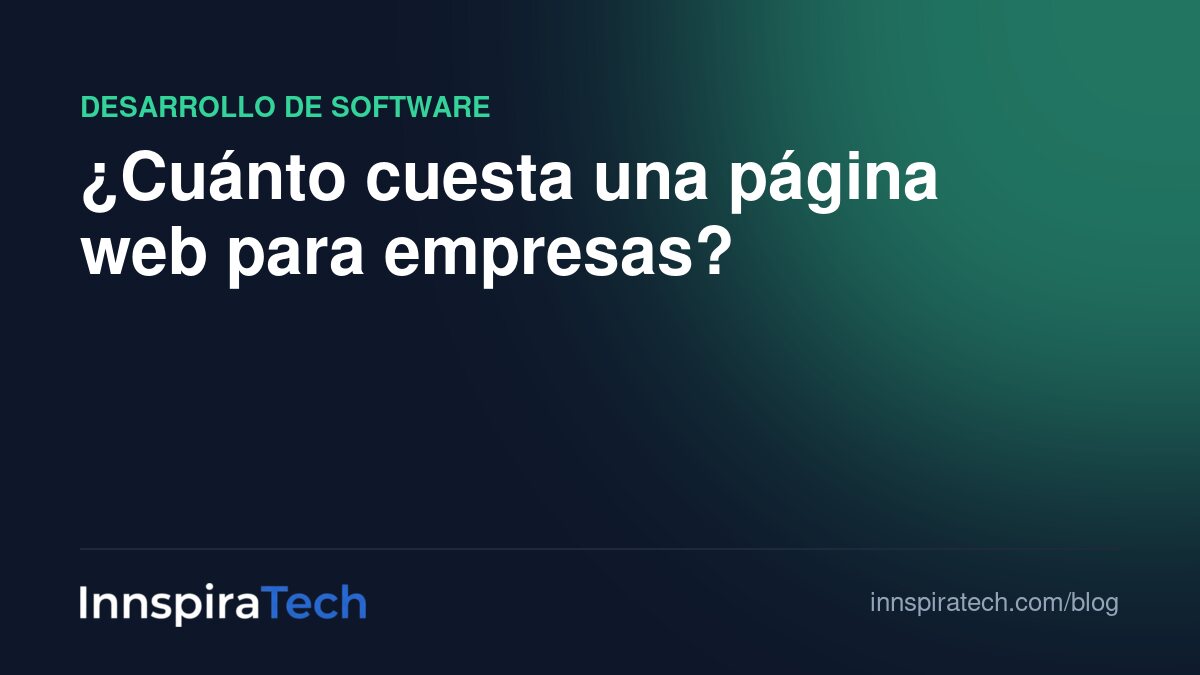 DESARROLLO DE SOFTWARE
¿Cuánto cuesta una página
web para empresas?
InnspiraTech
innspiratech.com/blog